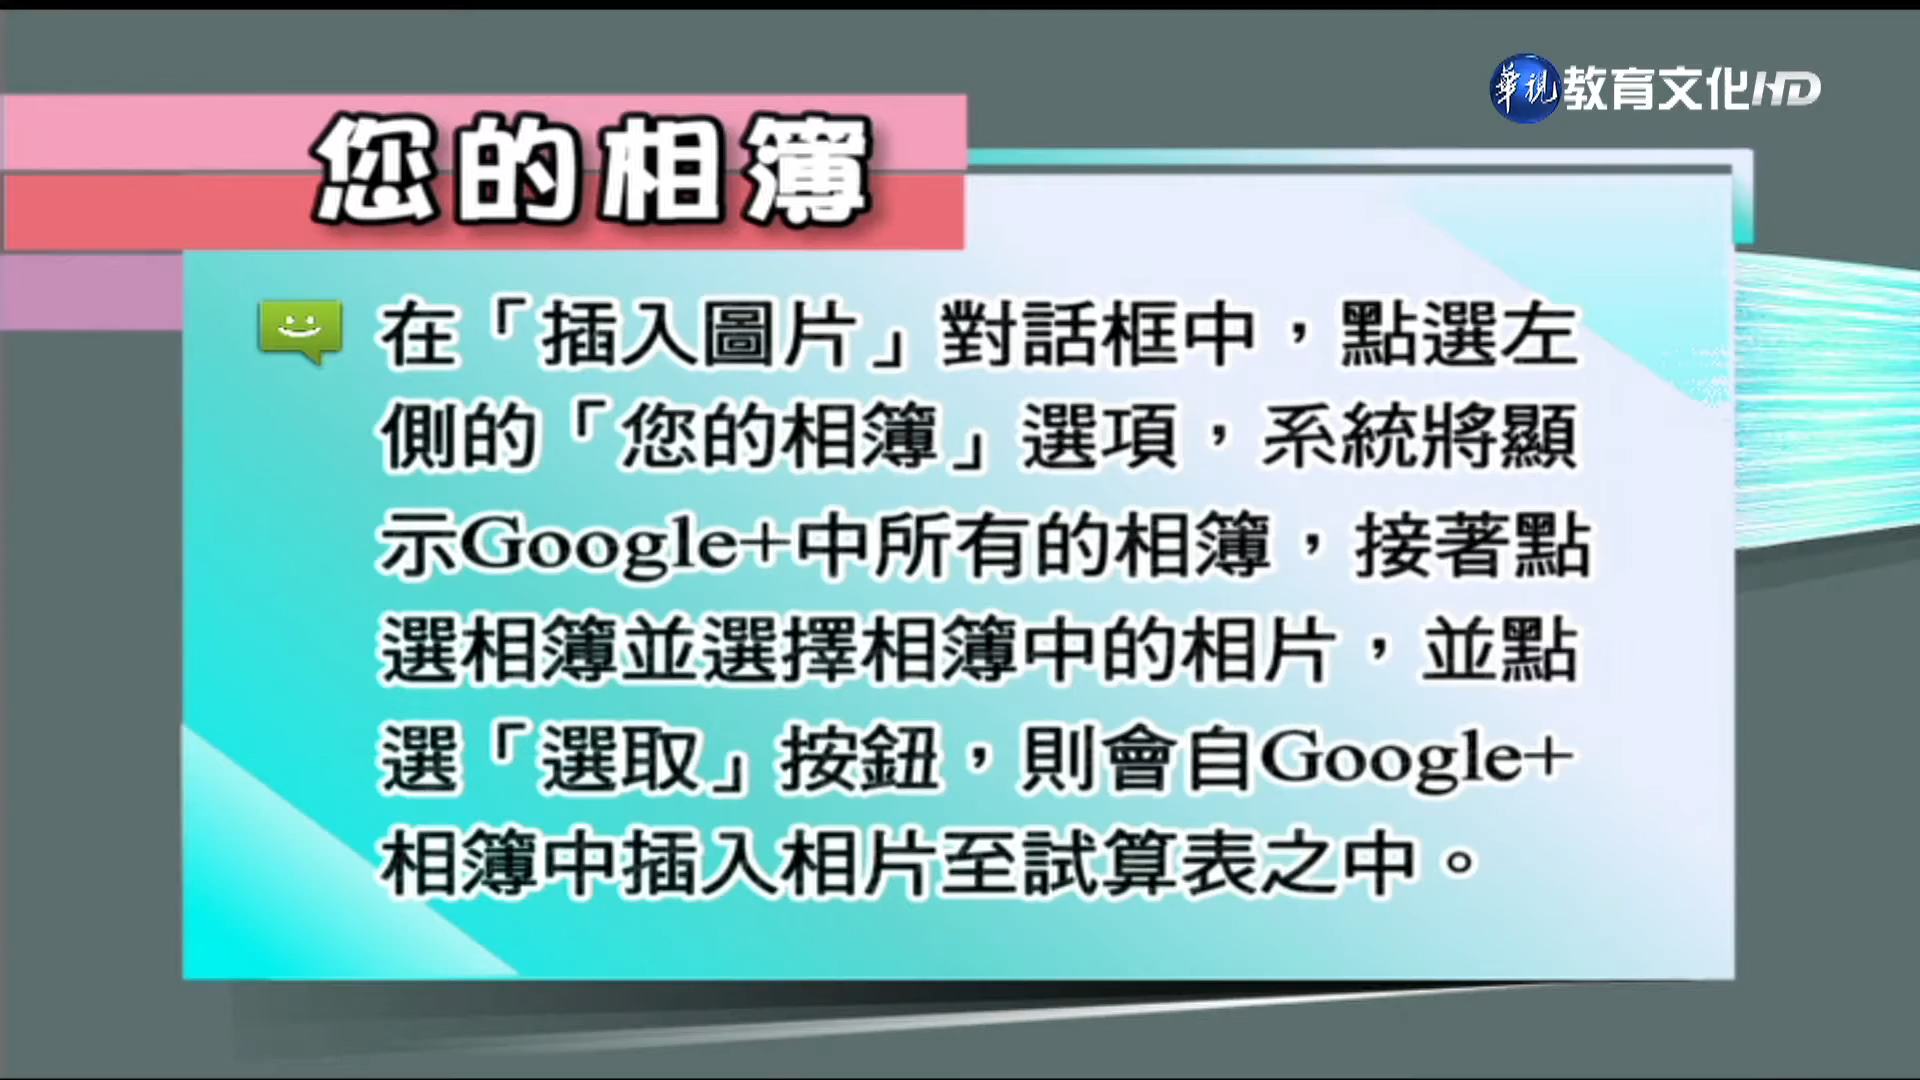 華視 教育文化HD
您的相簿
在「插入圖片」對話框中，點選左
側的「您的相簿」選項，系統將顯
示Google+中所有的相簿，接著點
選相簿並選擇相簿中的相片，並點
選「選取」按鈕，則會自Google+
相簿中插入相片至試算表之中。